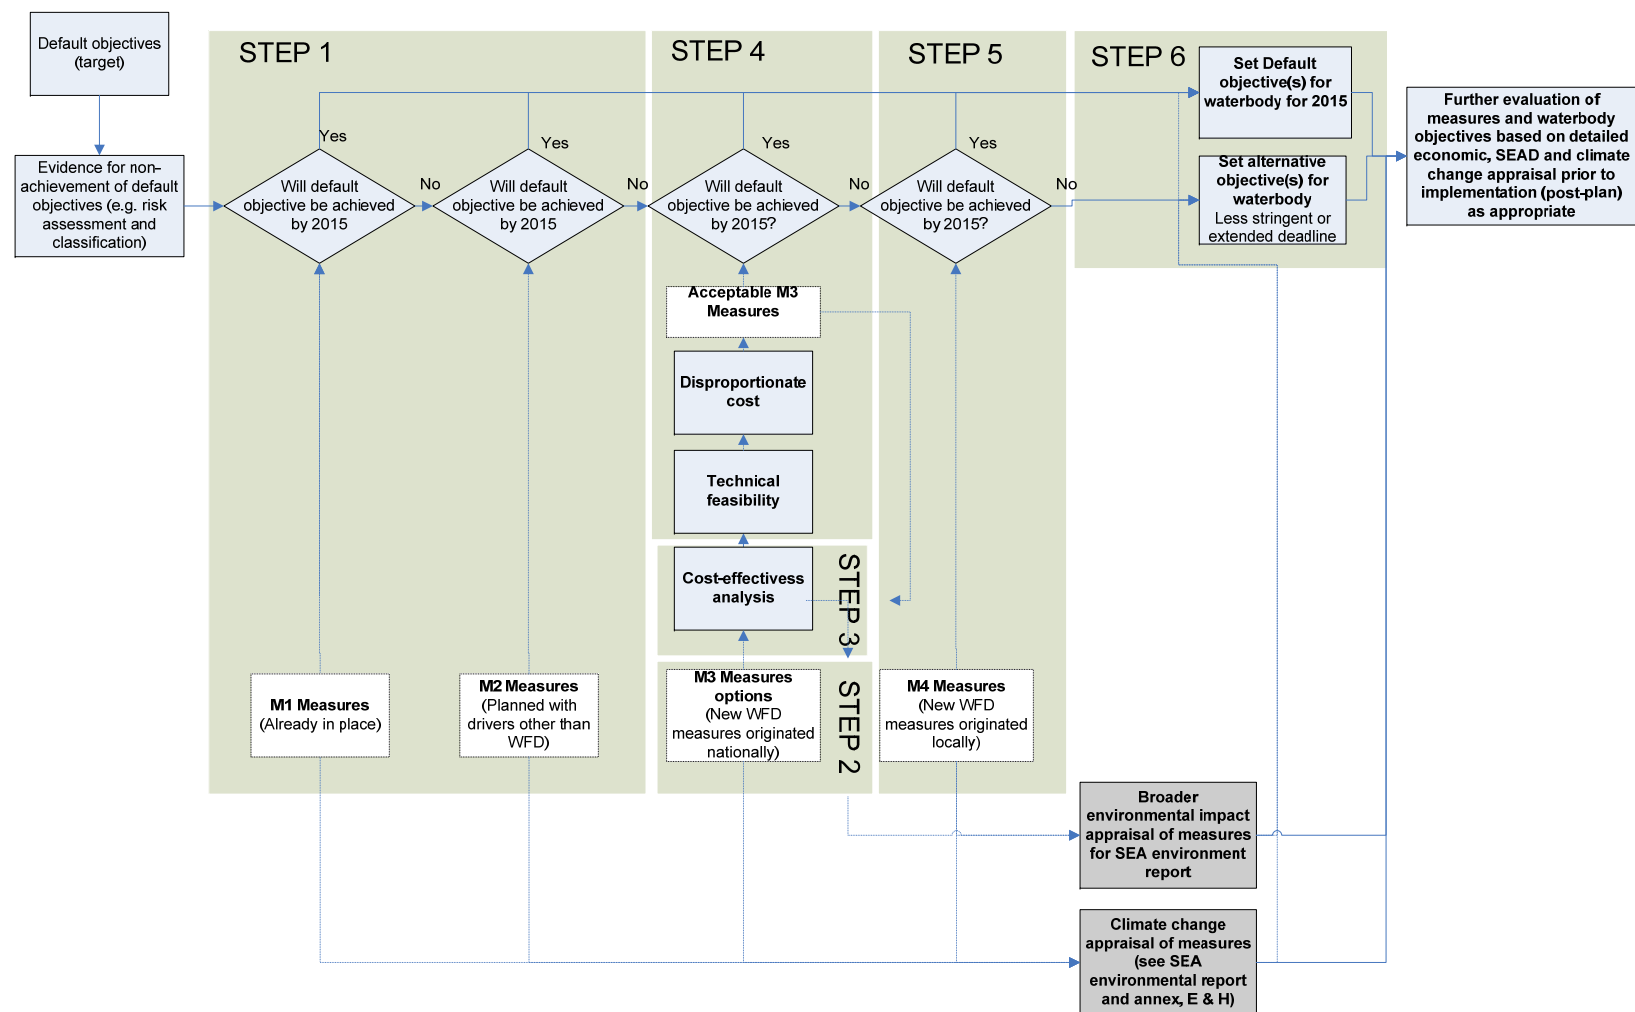 Default objectives
(target)
Evidence for non-
achievement of default
objectives (e.g. risk
assessment and
classification)
STEP 1
Yes
Will default
objective be achieved
by 2015
No
Yes
Will default
objective be achieved
by 2015
No
M1 Measures
(Already in place)
M2 Measures
(Planned with
drivers other than
WFD)
STEP 4
Yes
Will default
objective be achieved
by 2015?
No
Acceptable M3
Measures
Disproportionate
cost
Technical
feasibility
Cost-effectivess
analysis
STEP 3
M3 Measures
options
(New WFD
measures originated
nationally)
STEP 2
STEP 5
Yes
Will default
objective be achieved
by 2015?
No
M4 Measures
(New WFD
measures originated
locally)
STEP 6
Set Default
objective(s) for
waterbody for 2015
Set alternative
objective(s) for
waterbody
Less stringent or
extended deadline
Further evaluation of
measures and waterbody
objectives based on detailed
economic, SEAD and climate
change appraisal prior to
implementation (post-plan)
as appropriate
Broader
environmental impact
appraisal of measures
for SEA environment
report
Climate change
appraisal of measures
(see SEA
environmental report
and annex, E & H)